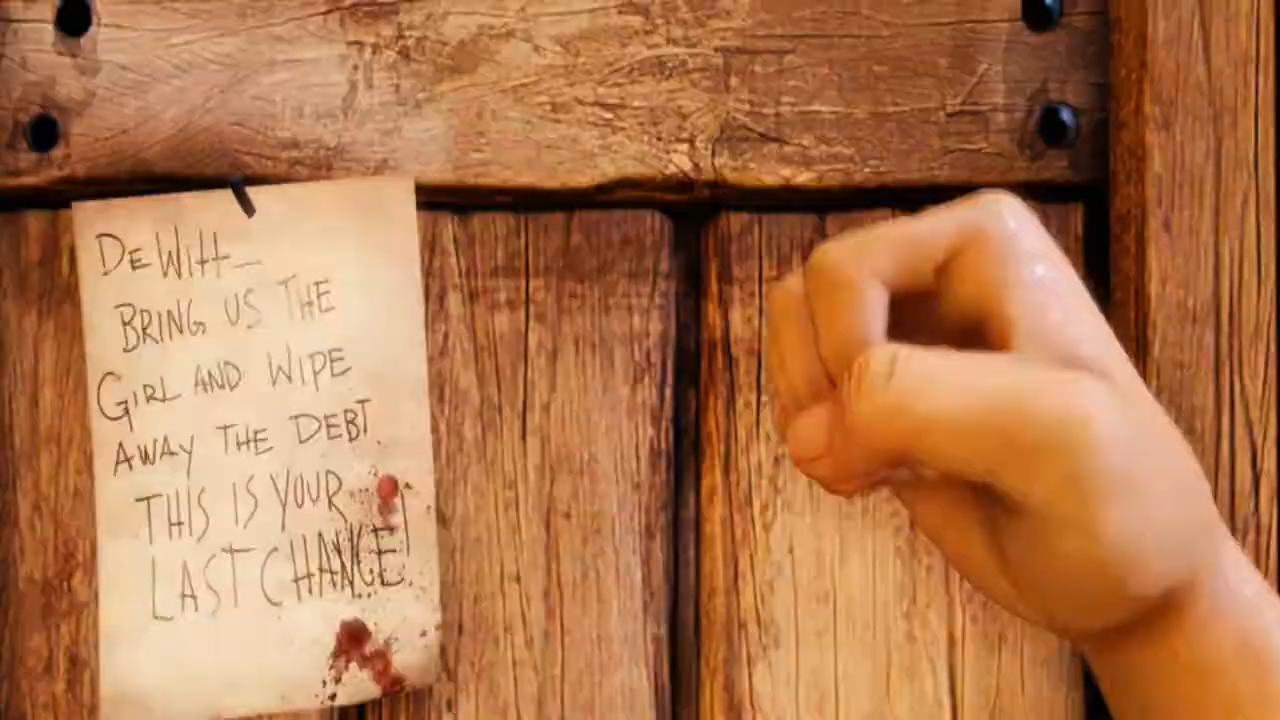 DEWitt—
BRING US THE
GIRL AND WIPE
AWAY THE DEBT.
THIS IS YOUR
LAST CHANCE!